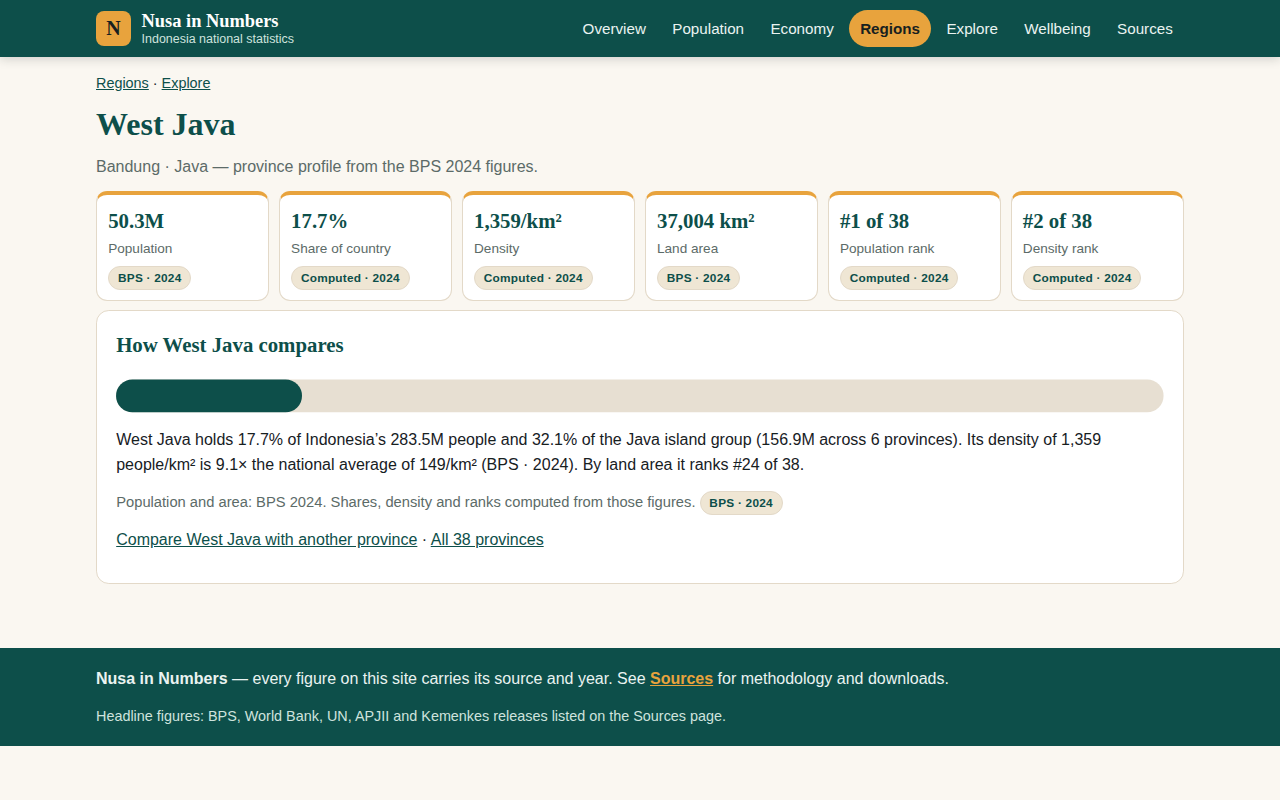 N
Nusa in Numbers
Indonesia national statistics
Overview Population Economy Regions Explore Wellbeing Sources
Regions · Explore
West Java
Bandung · Java — province profile from the BPS 2024 figures.
50.3M
Population
BPS · 2024
17.7%
Share of country
Computed · 2024
1,359/km²
Density
Computed · 2024
37,004 km²
Land area
BPS · 2024
#1 of 38
Population rank
Computed · 2024
#2 of 38
Density rank
Computed · 2024
How West Java compares
West Java holds 17.7% of Indonesia’s 283.5M people and 32.1% of the Java island group (156.9M across 6 provinces). Its density of 1,359
people/km² is 9.1× the national average of 149/km² (BPS · 2024). By land area it ranks #24 of 38.
Population and area: BPS 2024. Shares, density and ranks computed from those figures. BPS · 2024
Compare West Java with another province · All 38 provinces
Nusa in Numbers — every figure on this site carries its source and year. See Sources for methodology and downloads.
Headline figures: BPS, World Bank, UN, APJII and Kemenkes releases listed on the Sources page.